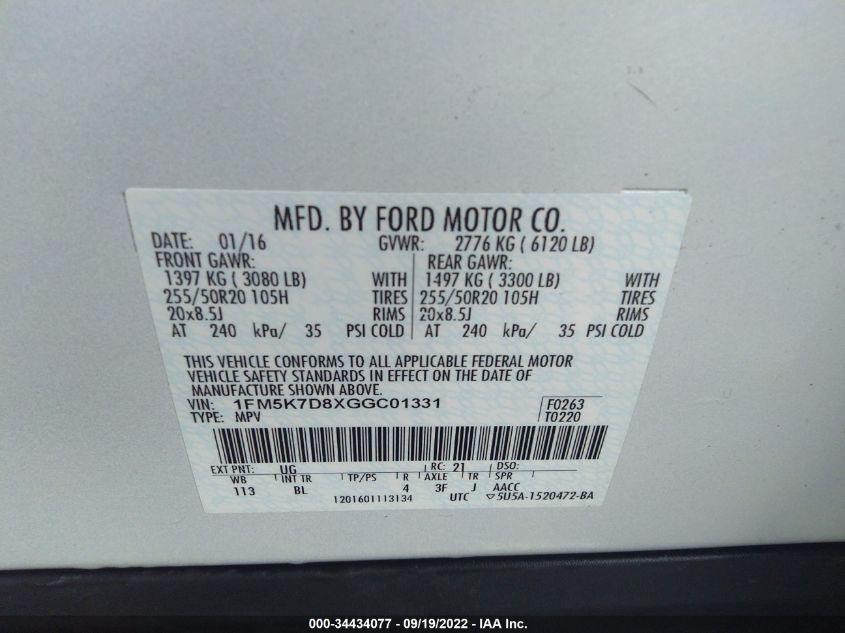 MFD. BY FORD MOTOR CO.
DATE: 01/16 GVWR: 2776 KG ( 6120 LB)
FRONT GAWR: REAR GAWR:
1397 KG ( 3080 LB) WITH 1497 KG ( 3300 LB) WITH
255/50R20 105H TIRES 255/50R20 105H TIRES
20x8.5J RIMS 20x8.5J RIMS
AT 240 kPa/ 35 PSI COLD AT 240 kPa/ 35 PSI COLD
THIS VEHICLE CONFORMS TO ALL APPLICABLE FEDERAL MOTOR
VEHICLE SAFETY STANDARDS IN EFFECT ON THE DATE OF
MANUFACTURE SHOWN ABOVE.
VIN: 1FM5K7D8XGGC01331 F0263
TYPE: MPV T0220
EXT PNT: UG RC: 21 DSO:
WB INT TR TP/PS R AXLE TR SPR
113 BL 4 3F J AACC
1201601113134 UTC ▽5U5A-1520472-BA
000-34434077 - 09/19/2022 - IAA Inc.